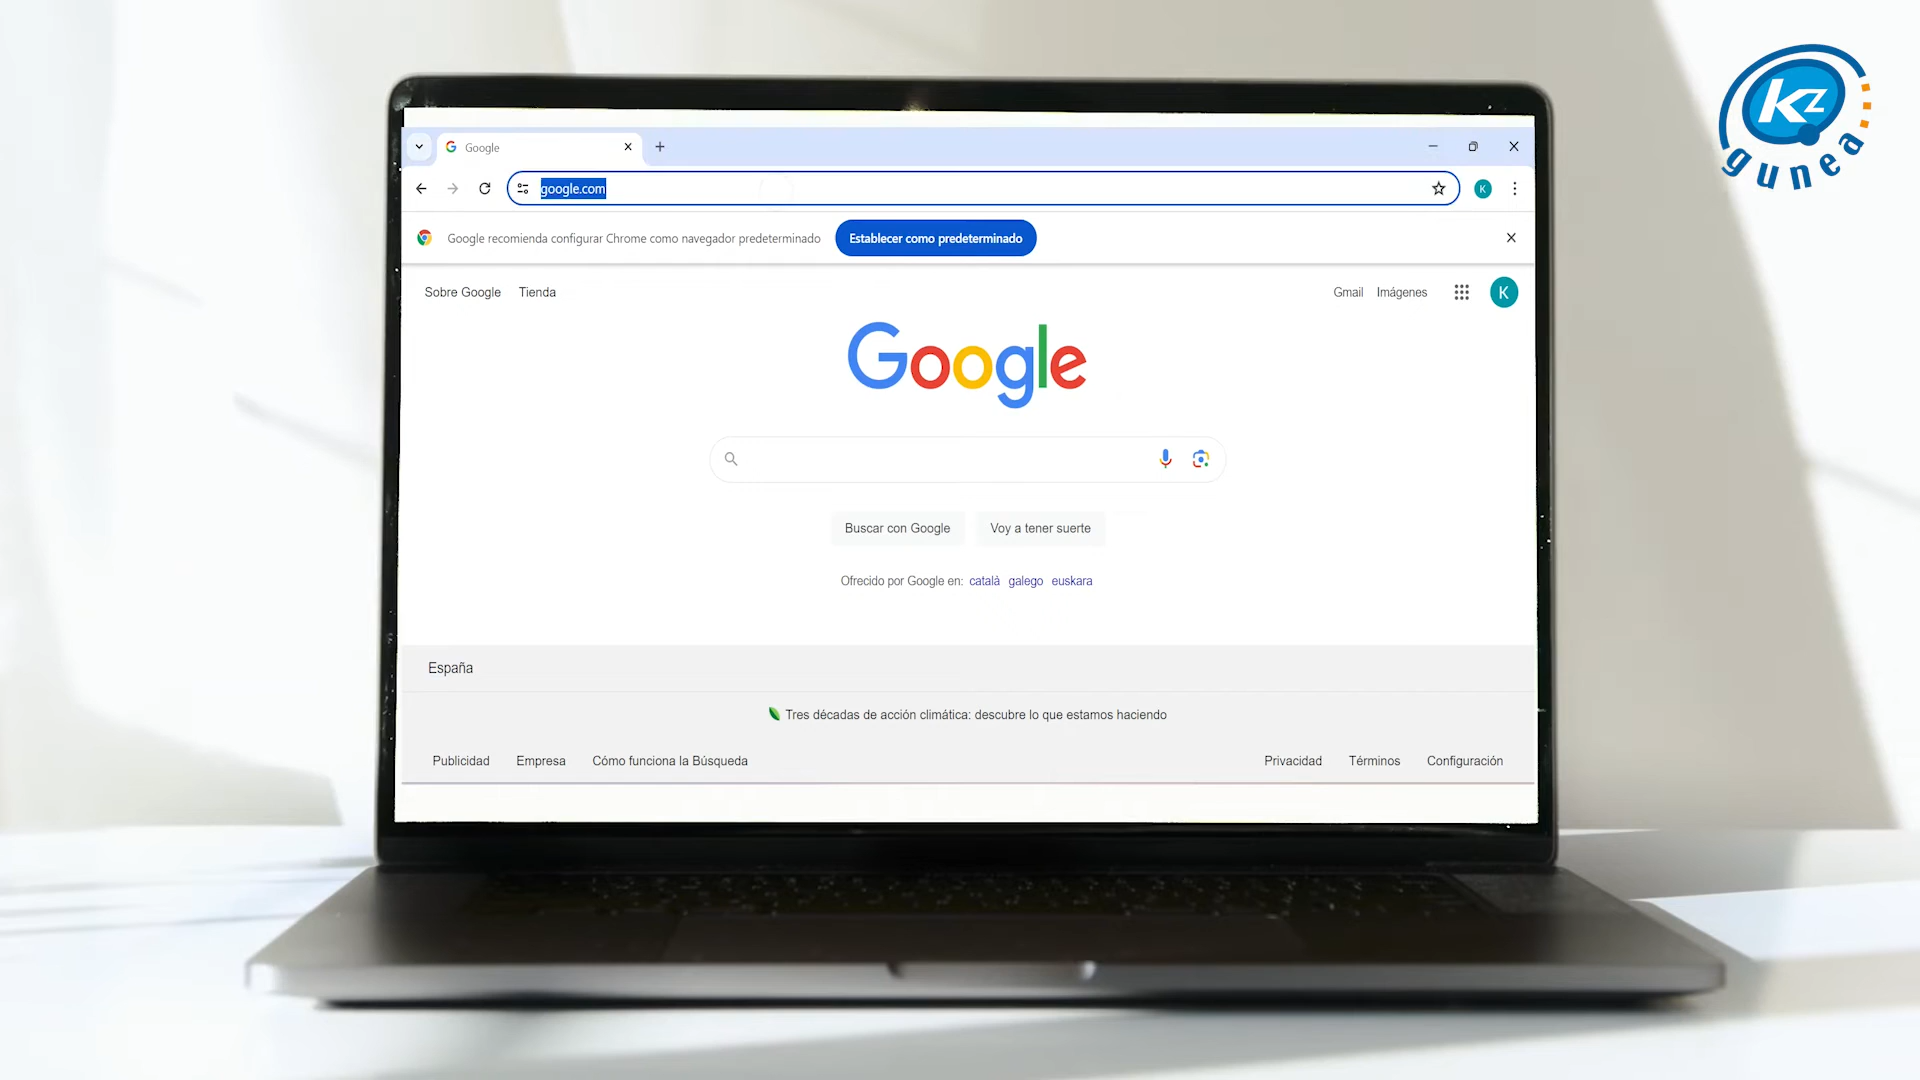 Kz
gunea
Google
google.com
K
Google recomienda configurar Chrome como navegador predeterminado
Establecer como predeterminado
Sobre Google
Tienda
Gmail
Imágenes
K
Google
Buscar con Google
Voy a tener suerte
Ofrecido por Google en: català galego euskara
España
Tres décadas de acción climática: descubre lo que estamos haciendo
Publicidad
Empresa
Cómo funciona la Búsqueda
Privacidad
Términos
Configuración